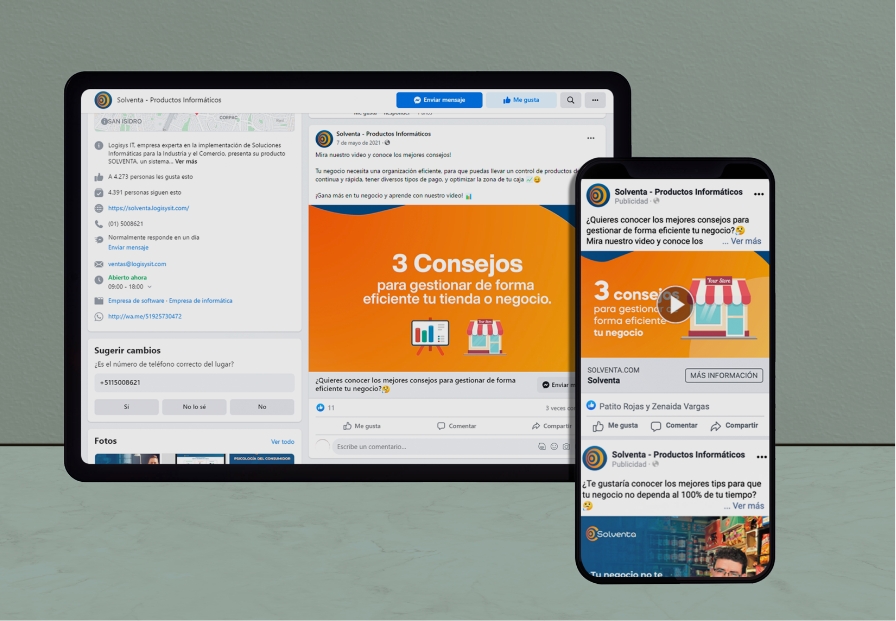 Solventa - Productos Informáticos
Enviar mensaje
Me gusta
SAN ISIDRO
CORPAC
Logisys IT, empresa experta en la implementación de Soluciones
Informáticas para la Industria y el Comercio, presenta su producto
SOLVENTA, un sistema... Ver más
A 4.273 personas les gusta esto
4.391 personas siguen esto
https://solventa.logisysit.com/
(01) 5008621
Normalmente responde en un día
Enviar mensaje
ventas@logisysit.com
Abierto ahora
09:00 - 18:00
Empresa de software · Empresa de informática
http://wa.me/51925730472
Sugerir cambios
¿Es el número de teléfono correcto del lugar?
+5115008621
Sí
No lo sé
No
Fotos
Ver todo
PSICOLOGÍA DEL CONSUMIDOR
Solventa - Productos Informáticos
7 de mayo de 2021 ·
Mira nuestro video y conoce los mejores consejos!
Tu negocio necesita una organización eficiente, para que puedas llevar un control de productos de
continua y rápida, tener diversos tipos de pago, y optimizar la zona de tu caja
¡Gana más en tu negocio y aprende con nuestro video!
3 Consejos
para gestionar de forma
eficiente tu tienda o negocio.
¿Quieres conocer los mejores consejos para gestionar de forma
eficiente tu negocio?🤔
Enviar m
11
3 veces co
Me gusta
Comentar
Compartir
Escribe un comentario...
Solventa - Productos Informáticos
Publicidad ·
¿Quieres conocer los mejores consejos para
gestionar de forma eficiente tu negocio?🤔
Mira nuestro video y conoce los ... Ver más
Your Store
3 consejos
para gestionar de
forma eficiente
tu negocio
SOLVENTA.COM
Solventa
MÁS INFORMACIÓN
Patito Rojas y Zenaida Vargas
Me gusta
Comentar
Compartir
Solventa - Productos Informáticos
Publicidad ·
¿Te gustaría conocer los mejores tips para que
tu negocio no dependa al 100% de tu tiempo?
🤔 ... Ver más
Solventa
Tu negocio no te